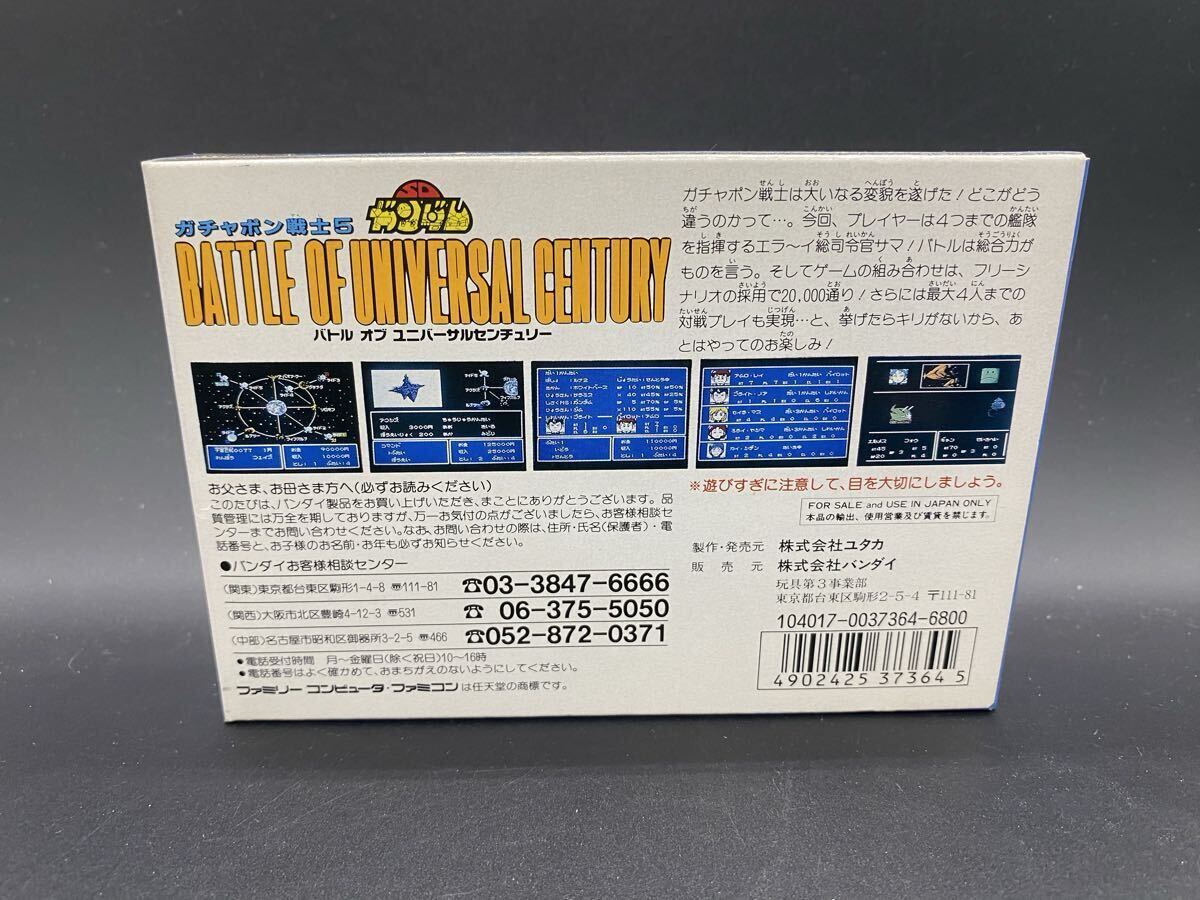 SD
ガンダム
ガチャポン戦士5
BATTLE OF UNIVERSAL CENTURY
バトル オブ ユニバーサルセンチュリー
ガチャポン戦士は大いなる変貌を遂げた!どこがどう
違うのかって…。今回、プレイヤーは4つまでの艦隊
を指揮するエラ〜イ総司令官サマ!バトルは総合力が
ものを言う。そしてゲームの組み合わせは、フリーシ
ナリオの採用で20,000通り!さらには最大4人までの
対戦プレイも実現…と、挙げたらキリがないから、あ
とはやってのお楽しみ!
お父さま、お母さま方へ(必ずお読みください)
このたびは、バンダイ製品をお買い上げいただき、まことにありがとうございます。品
質管理には万全を期しておりますが、万一お気付の点がございましたら、お客様相談セ
ンターまでお問い合わせください。なお、お問い合わせの際は、住所・氏名(保護者)・電
話番号と、お子様のお名前・お年も必ずお知らせください。
●バンダイお客様相談センター
(関東)東京都台東区駒形1-4-8 〒111-81 ☎03-3847-6666
(関西)大阪市北区豊崎4-12-3 〒531 ☎06-375-5050
(中部)名古屋市昭和区御器所3-2-5 〒466 ☎052-872-0371
●電話受付時間 月〜金曜日(除く祝日)10〜16時
●電話番号はよく確かめて、おまちがえのないようにしてください。
ファミリーコンピュータ・ファミコンは任天堂の商標です。
※遊びすぎに注意して、目を大切にしましょう。
FOR SALE and USE IN JAPAN ONLY
本品の輸出、使用営業及び賃貸を禁じます。
製作・発売元 株式会社ユタカ
販売元 株式会社バンダイ
玩具第3事業部
東京都台東区駒形2-5-4 〒111-81
104017-0037364-6800
4902425373645